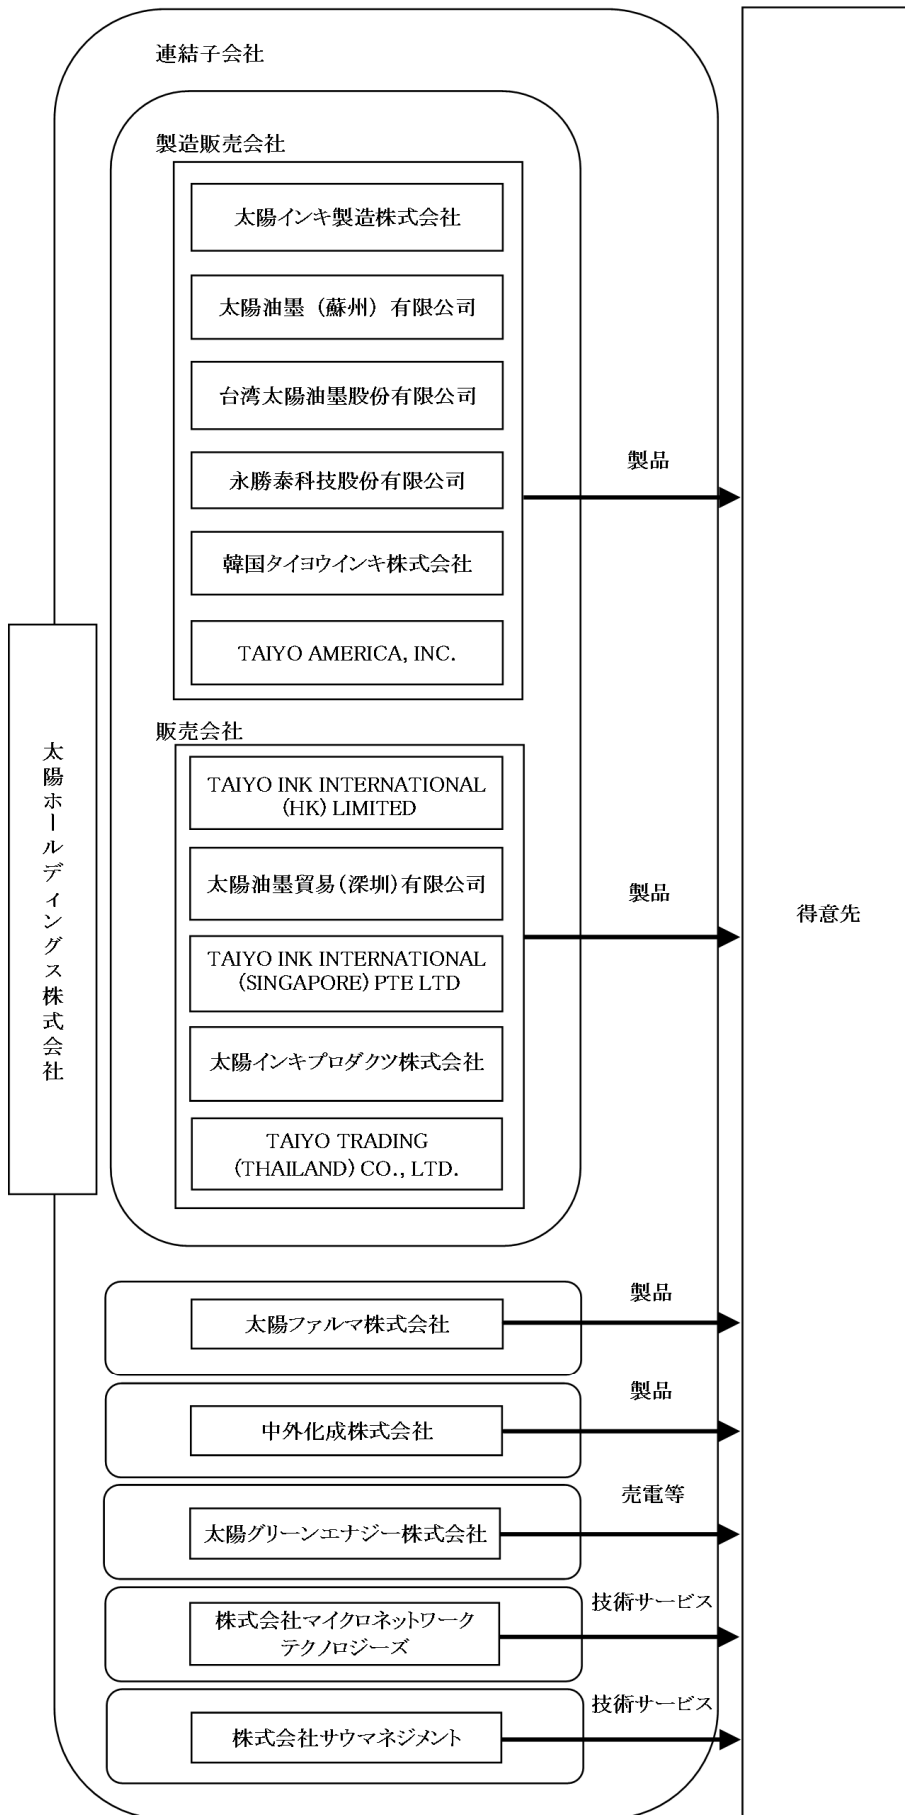 連結子会社
製造販売会社
太陽インキ製造株式会社
太陽油墨（蘇州）有限公司
台湾太陽油墨股份有限公司
永勝泰科技股份有限公司
韓国タイヨウインキ株式会社
TAIYO AMERICA, INC.
製品
販売会社
TAIYO INK INTERNATIONAL
(HK) LIMITED
太陽油墨貿易(深圳)有限公司
TAIYO INK INTERNATIONAL
(SINGAPORE) PTE LTD
太陽インキプロダクツ株式会社
TAIYO TRADING
(THAILAND) CO., LTD.
製品
太陽ホールディングス株式会社
得意先
太陽ファルマ株式会社
製品
中外化成株式会社
製品
太陽グリーンエナジー株式会社
売電等
株式会社マイクロネットワーク
テクノロジーズ
技術サービス
株式会社サウマネジメント
技術サービス